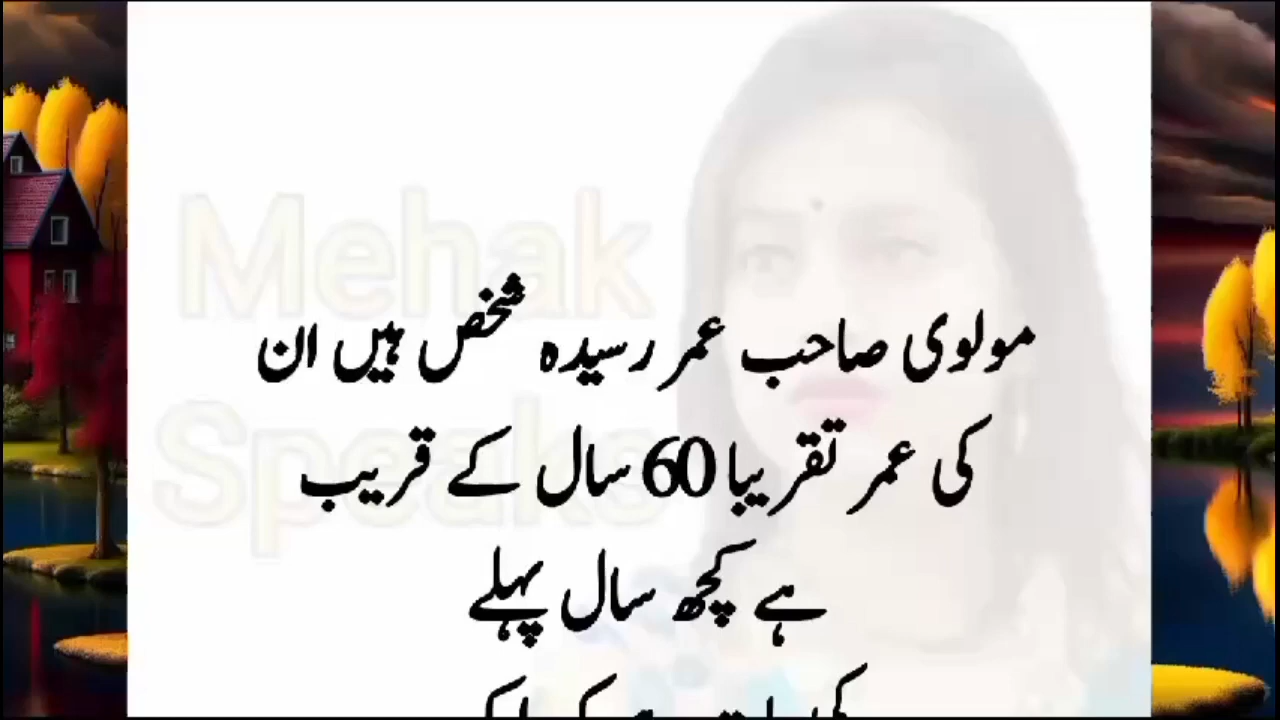 Mehak
Speaks
مولوی صاحب عمر رسیدہ شخص ہیں ان
کی عمر تقریبا 60 سال کے قریب
ہے کچھ سال پہلے